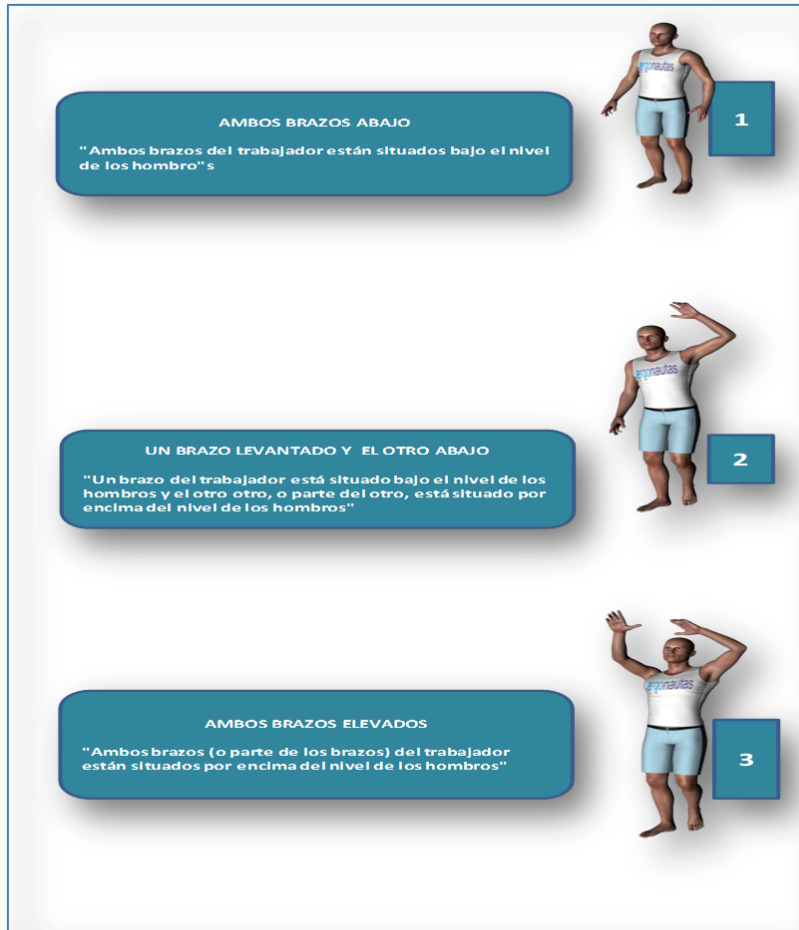 AMBOS BRAZOS ABAJO
"Ambos brazos del trabajador están situados bajo el nivel
de los hombro"s
1
ergonautas
UN BRAZO LEVANTADO Y EL OTRO ABAJO
"Un brazo del trabajador está situado bajo el nivel de los
hombros y el otro otro, o parte del otro, está situado por
encima del nivel de los hombros"
2
ergonautas
AMBOS BRAZOS ELEVADOS
"Ambos brazos (o parte de los brazos) del trabajador
están situados por encima del nivel de los hombros"
3
ergonautas